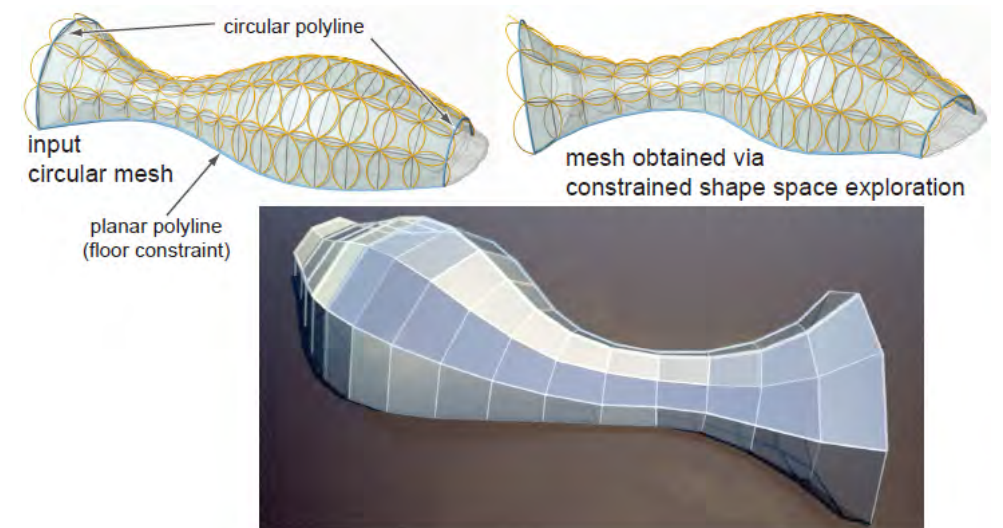 circular polyline
input
circular mesh
mesh obtained via
constrained shape space exploration
planar polyline
(floor constraint)